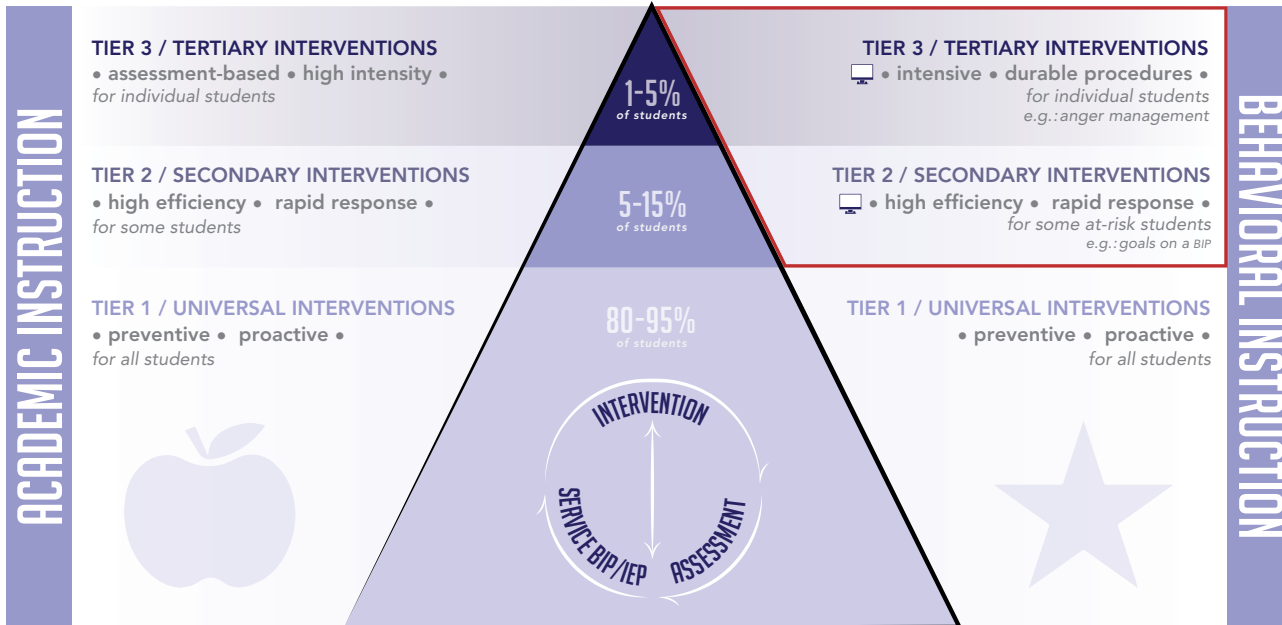 ACADEMIC INSTRUCTION
TIER 3 / TERTIARY INTERVENTIONS
• assessment-based • high intensity •
for individual students
TIER 2 / SECONDARY INTERVENTIONS
• high efficiency • rapid response •
for some students
TIER 1 / UNIVERSAL INTERVENTIONS
• preventive • proactive •
for all students
1-5%
of students
5-15%
of students
80-95%
of students
INTERVENTION
SERVICE BIP/IEP
ASSESSMENT
TIER 3 / TERTIARY INTERVENTIONS
• intensive • durable procedures •
for individual students
e.g.:anger management
TIER 2 / SECONDARY INTERVENTIONS
• high efficiency • rapid response •
for some at-risk students
e.g.:goals on a BIP
TIER 1 / UNIVERSAL INTERVENTIONS
• preventive • proactive •
for all students
BEHAVIORAL INSTRUCTION